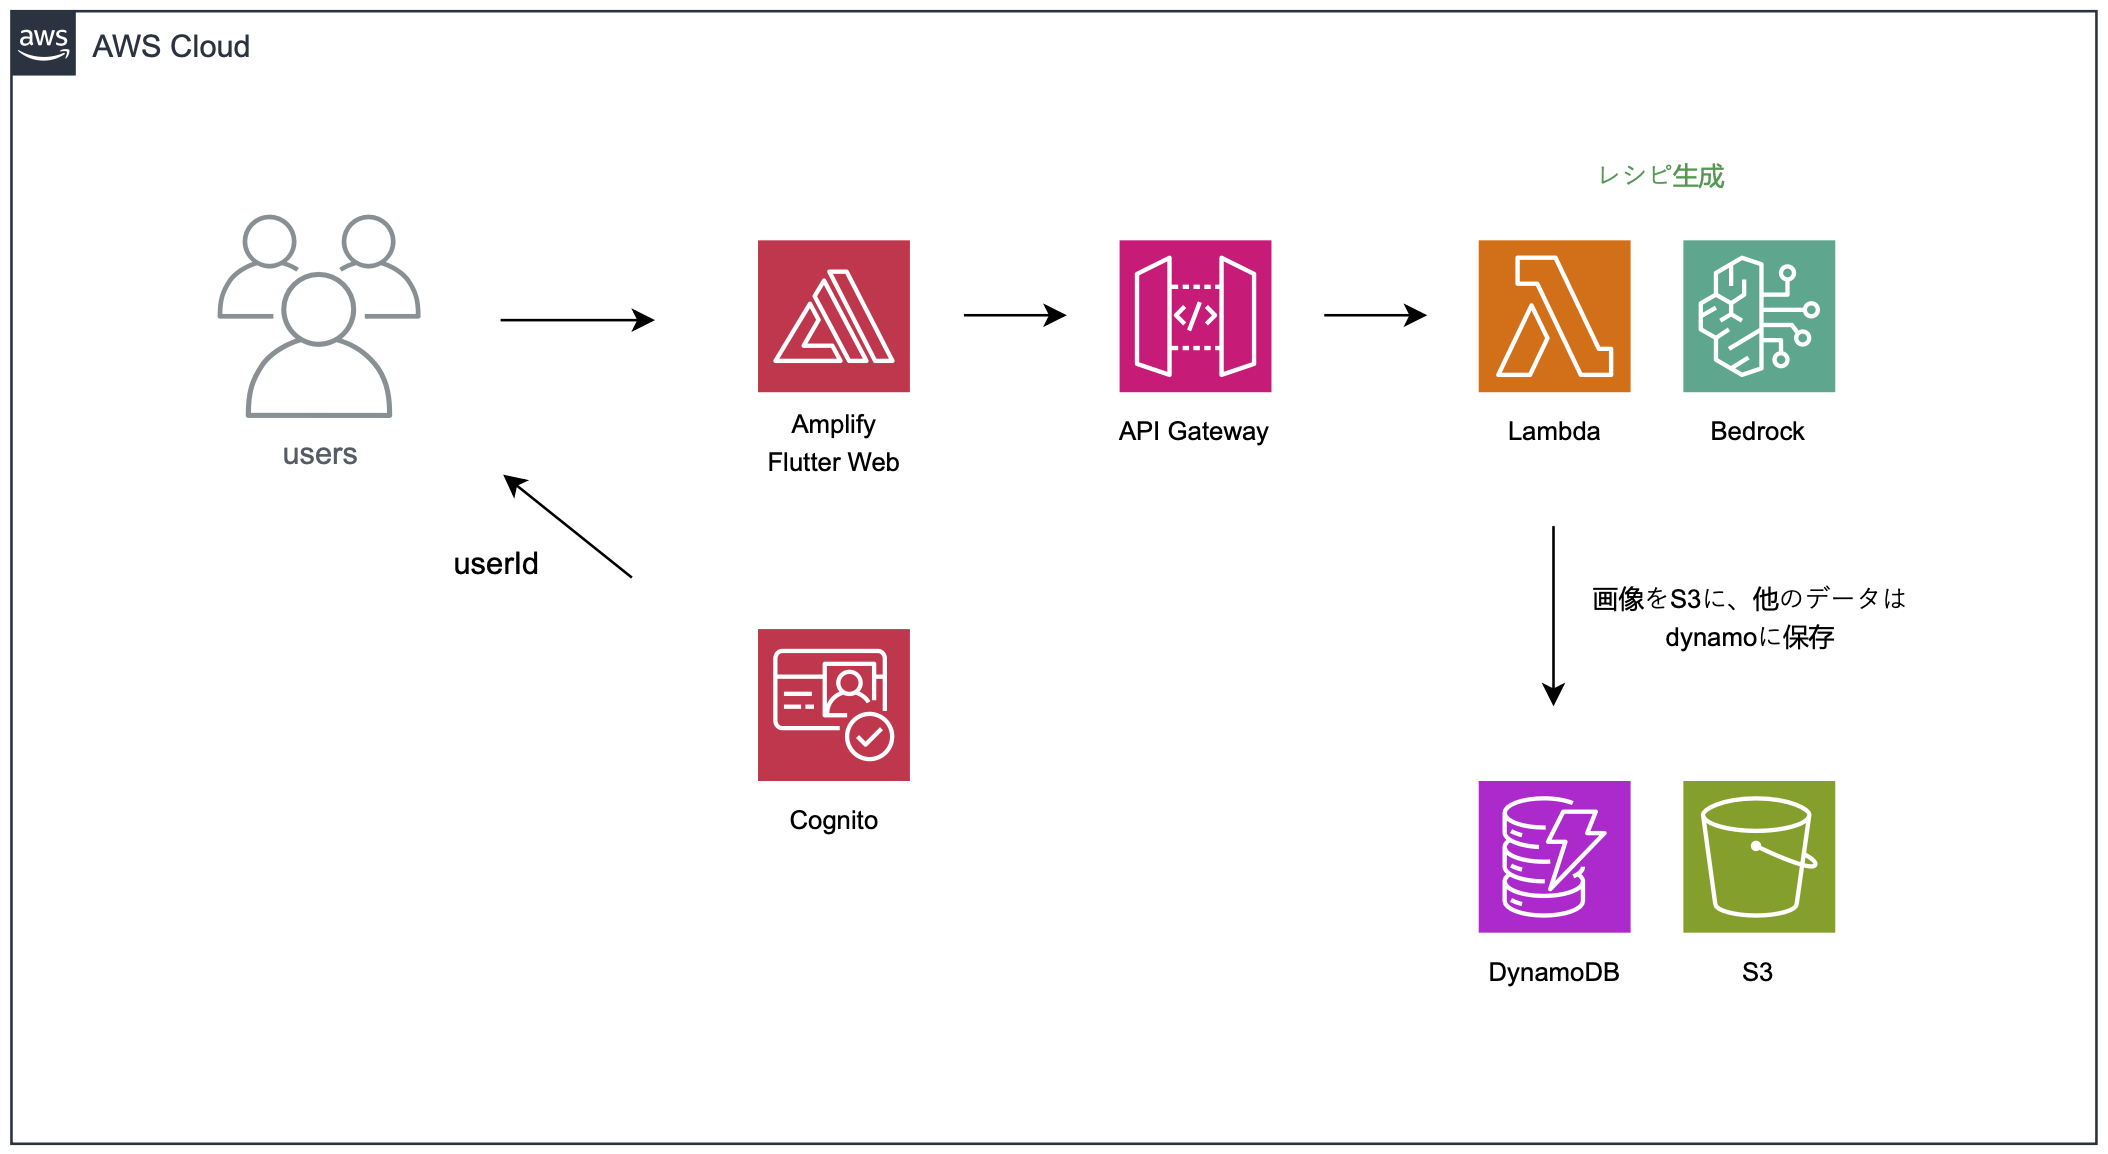 aws
AWS Cloud
レシピ生成
users
Amplify
Flutter Web
API Gateway
Lambda
Bedrock
userId
画像をS3に、他のデータは
dynamoに保存
Cognito
DynamoDB
S3